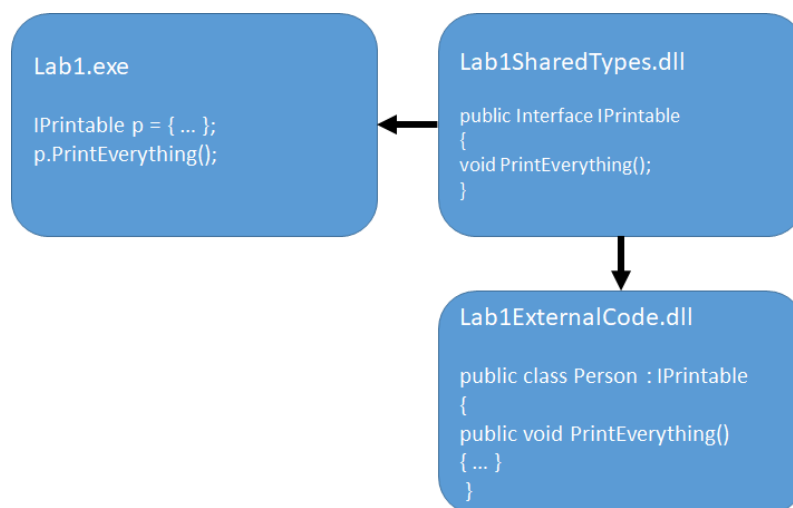 Lab1.exe
IPrintable p = { ... };
p.PrintEverything();
Lab1SharedTypes.dll
public Interface IPrintable
{
void PrintEverything();
}
Lab1ExternalCode.dll
public class Person : IPrintable
{
public void PrintEverything()
{ ... }
}